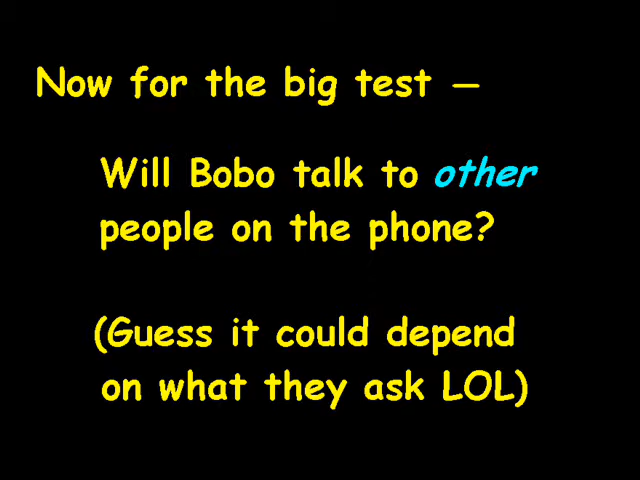 Now for the big test —
Will Bobo talk to other
people on the phone?
(Guess it could depend
on what they ask LOL)